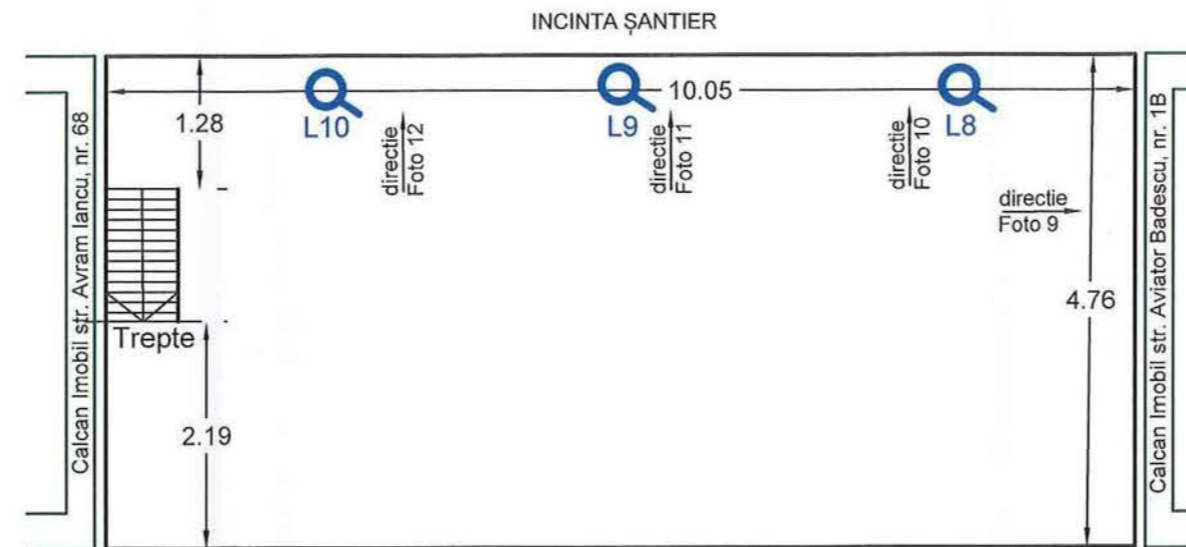 INCINTA ȘANTIER
10.05
1.28
L10
L9
L8
directie
Foto 12
directie
Foto 11
directie
Foto 10
directie
Foto 9
Calcan Imobil str. Avram Iancu, nr. 68
Calcan Imobil str. Aviator Badescu, nr. 1B
4.76
Trepte
2.19